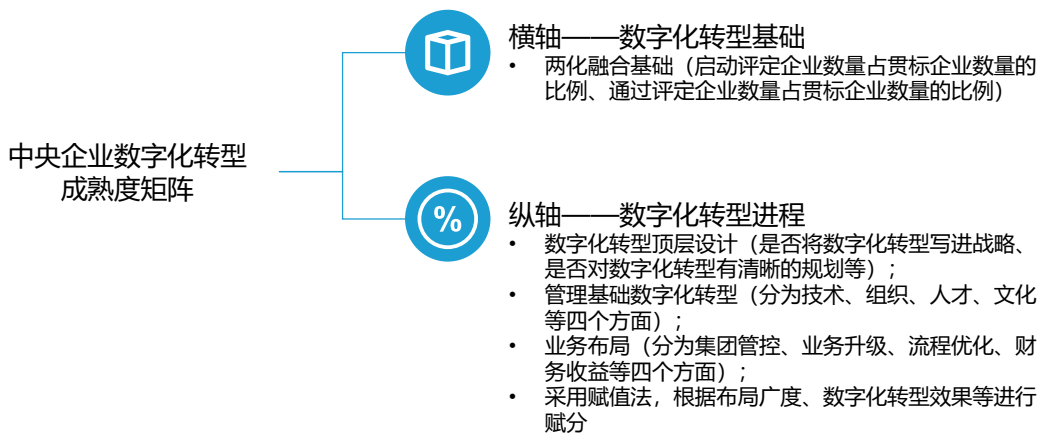 中央企业数字化转型
成熟度矩阵
横轴——数字化转型基础
• 两化融合基础（启动评定企业数量占贯标企业数量的
比例、通过评定企业数量占贯标企业数量的比例）
%
纵轴——数字化转型进程
• 数字化转型顶层设计（是否将数字化转型写进战略、
是否对数字化转型有清晰的规划等）;
• 管理基础数字化转型（分为技术、组织、人才、文化
等四个方面）;
• 业务布局（分为集团管控、业务升级、流程优化、财
务收益等四个方面）;
• 采用赋值法，根据布局广度、数字化转型效果等进行
赋分